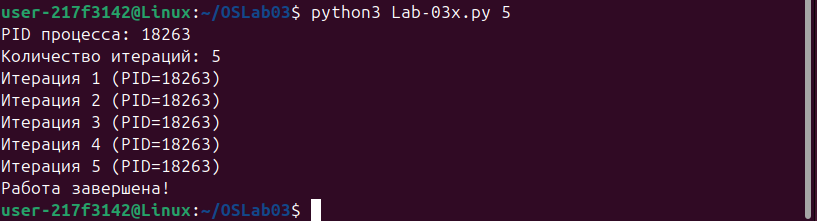 user-217f3142@Linux:~/OSLab03$ python3 Lab-03x.py 5
PID процесса: 18263
Количество итераций: 5
Итерация 1 (PID=18263)
Итерация 2 (PID=18263)
Итерация 3 (PID=18263)
Итерация 4 (PID=18263)
Итерация 5 (PID=18263)
Работа завершена!
user-217f3142@Linux:~/OSLab03$